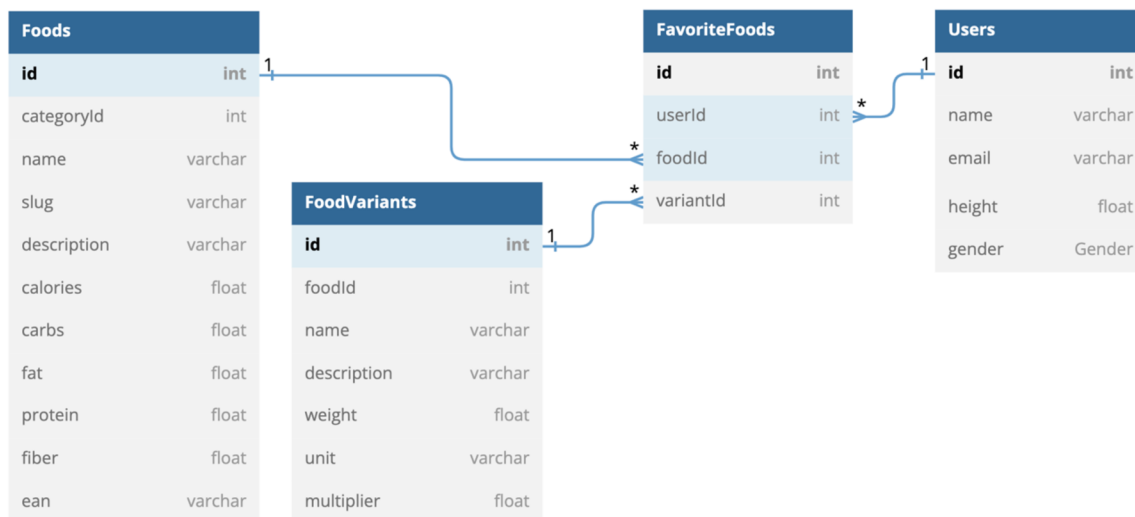 Foods
id int
categoryId int
name varchar
slug varchar
description varchar
calories float
carbs float
fat float
protein float
fiber float
ean varchar
1
FoodVariants
id int
foodId int
name varchar
description varchar
weight float
unit varchar
multiplier float
1
FavoriteFoods
id int
userId int
foodId int
variantId int
*
*
*
Users
id int
name varchar
email varchar
height float
gender Gender
1